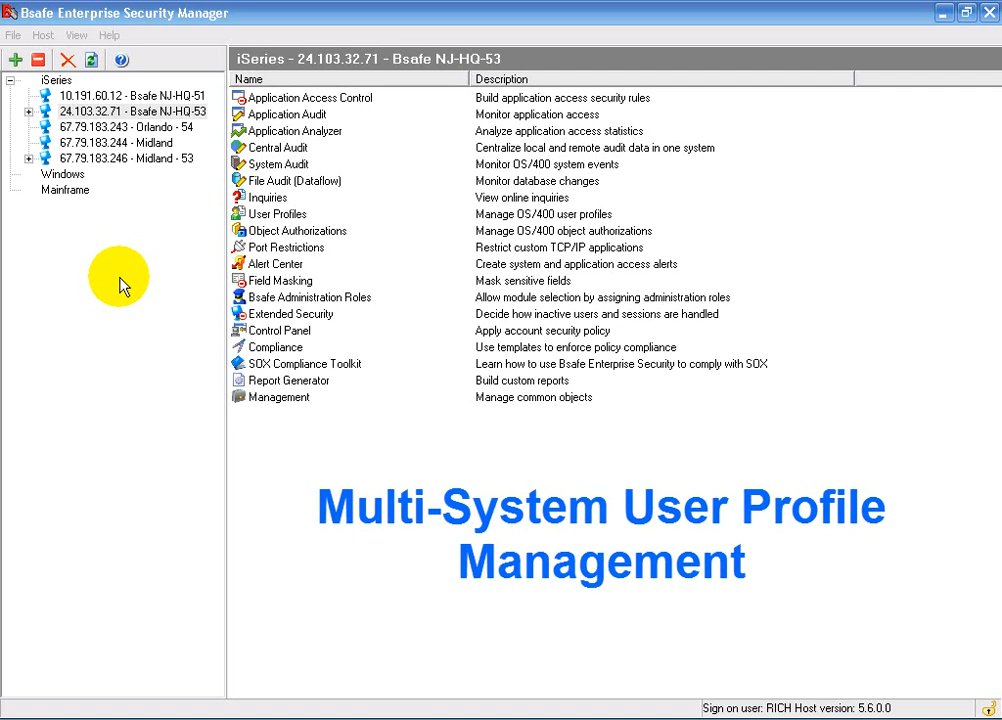 Bsafe Enterprise Security Manager
File Host View Help
iSeries - 24.103.32.71 - Bsafe NJ-HQ-53
iSeries
10.191.60.12 - Bsafe NJ-HQ-51
24.103.32.71 - Bsafe NJ-HQ-53
67.79.183.243 - Orlando - 54
67.79.183.244 - Midland
67.79.183.246 - Midland - 53
Windows
Mainframe
Name Description
Application Access Control Build application access security rules
Application Audit Monitor application access
Application Analyzer Analyze application access statistics
Central Audit Centralize local and remote audit data in one system
System Audit Monitor OS/400 system events
File Audit (Dataflow) Monitor database changes
Inquiries View online inquiries
User Profiles Manage OS/400 user profiles
Object Authorizations Manage OS/400 object authorizations
Port Restrictions Restrict custom TCP/IP applications
Alert Center Create system and application access alerts
Field Masking Mask sensitive fields
Bsafe Administration Roles Allow module selection by assigning administration roles
Extended Security Decide how inactive users and sessions are handled
Control Panel Apply account security policy
Compliance Use templates to enforce policy compliance
SOX Compliance Toolkit Learn how to use Bsafe Enterprise Security to comply with SOX
Report Generator Build custom reports
Management Manage common objects
Multi-System User Profile
Management
Sign on user: RICH Host version: 5.6.0.0